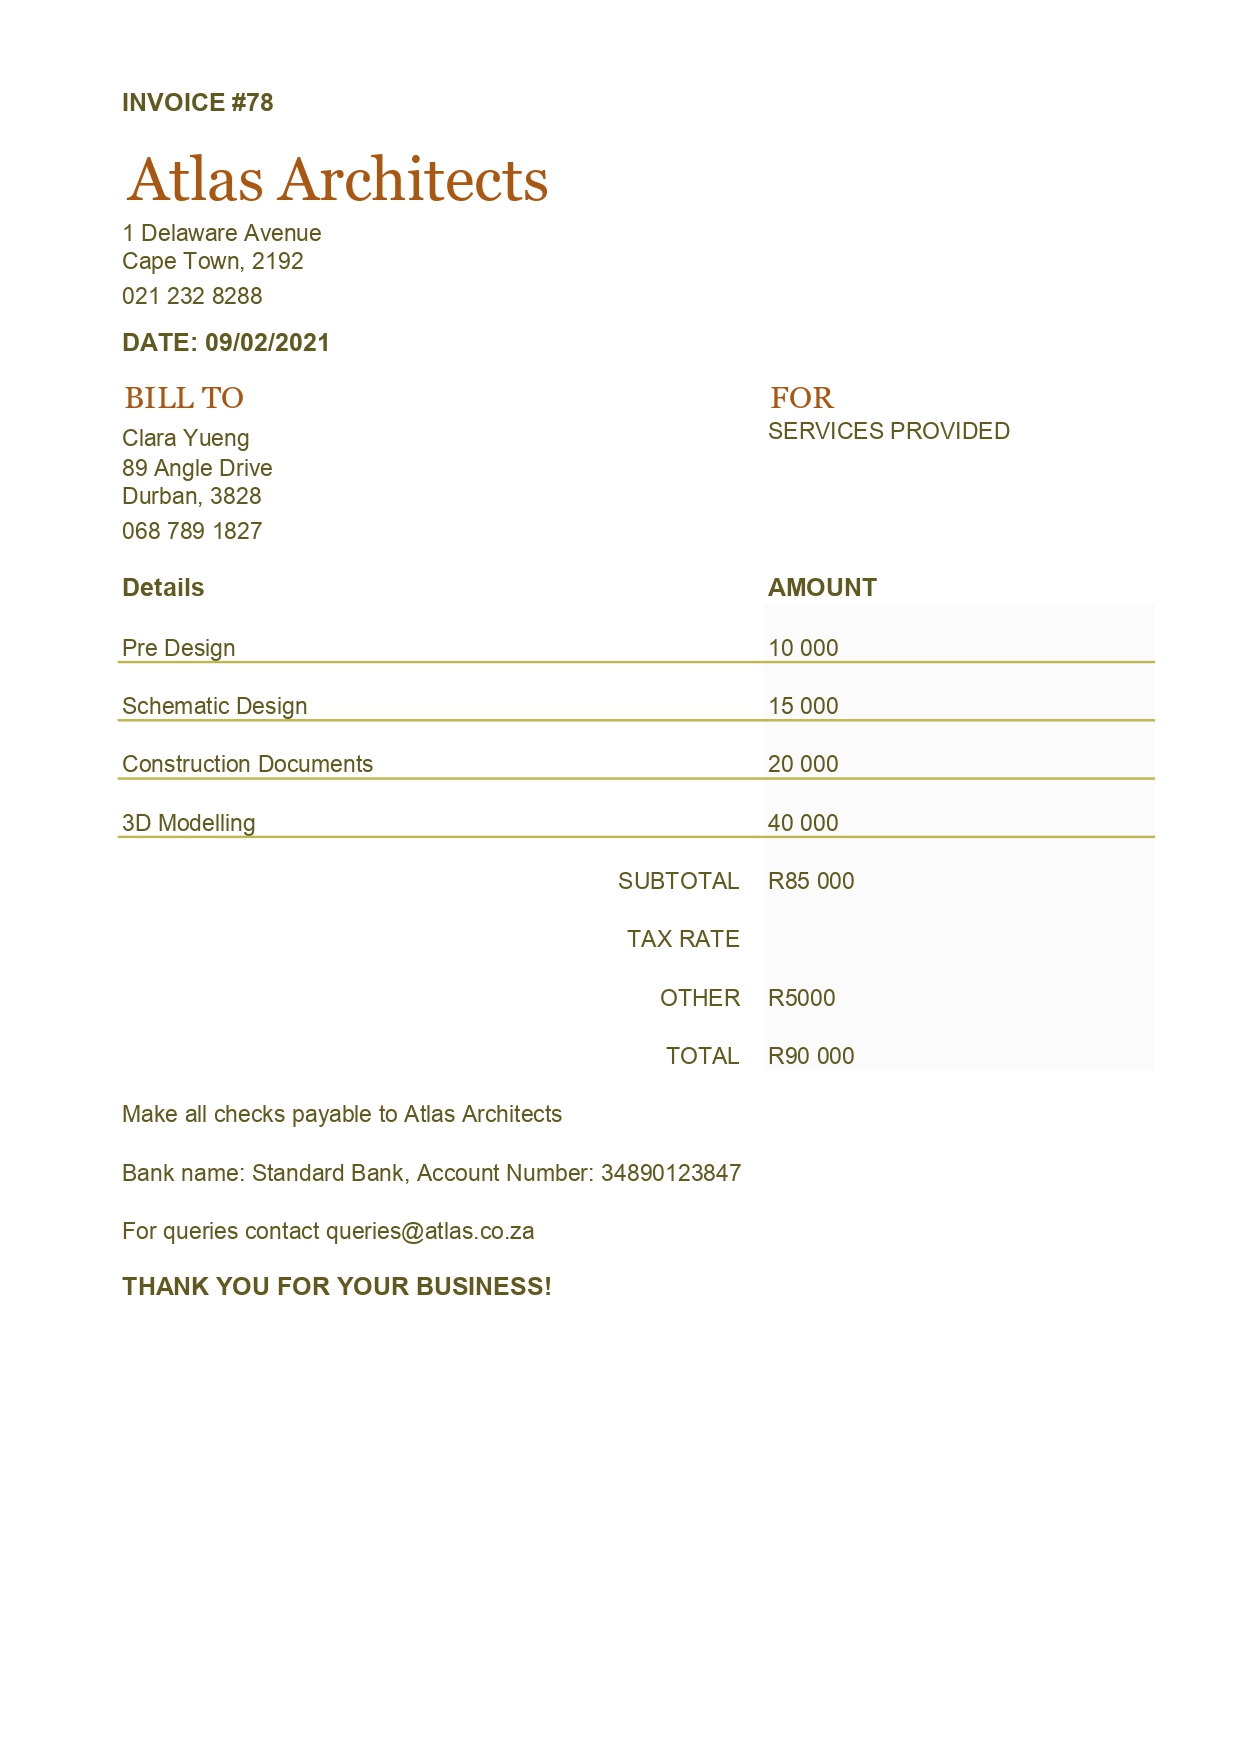 INVOICE #78
Atlas Architects
1 Delaware Avenue
Cape Town, 2192
021 232 8288
DATE: 09/02/2021
BILL TO
FOR
Clara Yueng
SERVICES PROVIDED
89 Angle Drive
Durban, 3828
068 789 1827
Details AMOUNT
Pre Design 10 000
Schematic Design 15 000
Construction Documents 20 000
3D Modelling 40 000
SUBTOTAL R85 000
TAX RATE
OTHER R5000
TOTAL R90 000
Make all checks payable to Atlas Architects
Bank name: Standard Bank, Account Number: 34890123847
For queries contact queries@atlas.co.za
THANK YOU FOR YOUR BUSINESS!